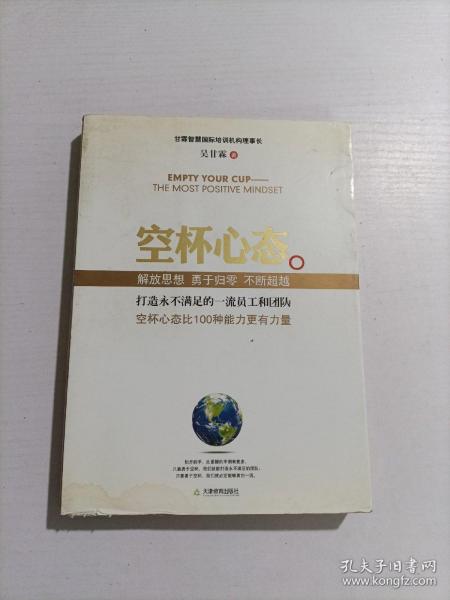 甘霖智慧国际培训机构理事长
吴甘霖 著
EMPTY YOUR CUP——
THE MOST POSITIVE MINDSET
空杯心态。
解放思想 勇于归零 不断超越
打造永不满足的一流员工和团队
空杯心态比100种能力更有力量
天津教育出版社
孔夫子旧书网
www.kongfz.com